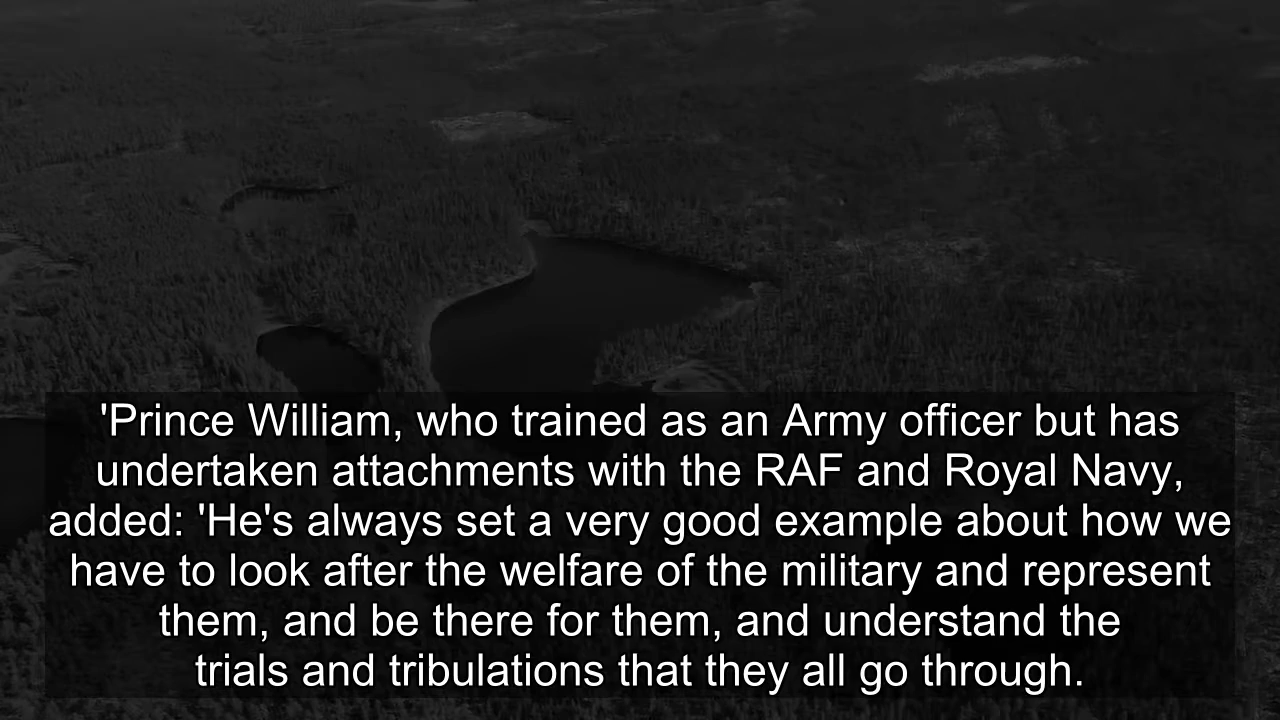 'Prince William, who trained as an Army officer but has
undertaken attachments with the RAF and Royal Navy,
added: 'He's always set a very good example about how we
have to look after the welfare of the military and represent
them, and be there for them, and understand the
trials and tribulations that they all go through.